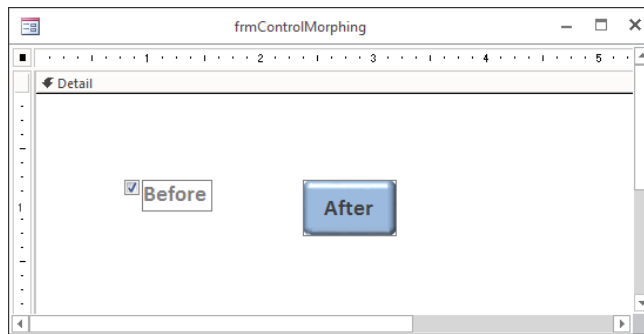 frmControlMorphing
1 2 3 4 5
Detail
1
Before
After